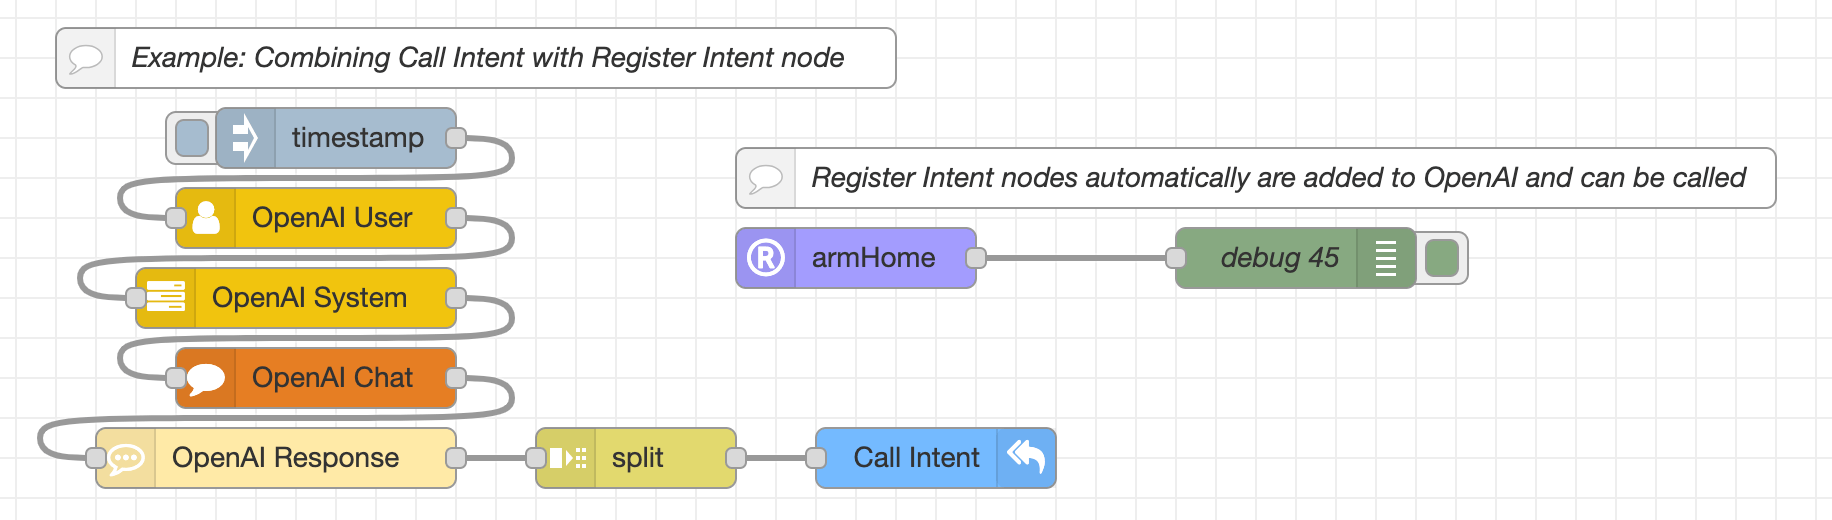 Example: Combining Call Intent with Register Intent node
timestamp
OpenAI User
OpenAI System
OpenAI Chat
OpenAI Response
split
Call Intent
Register Intent nodes automatically are added to OpenAI and can be called
R
armHome
debug 45